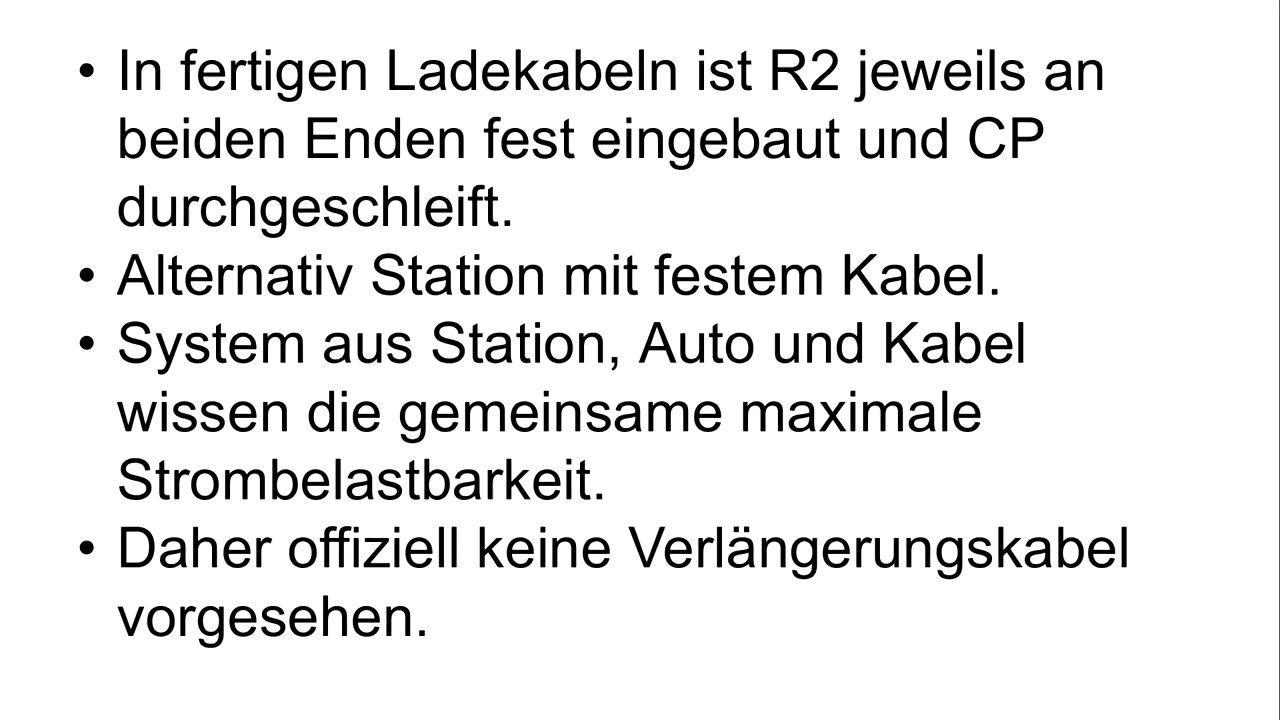 • In fertigen Ladekabeln ist R2 jeweils an
beiden Enden fest eingebaut und CP
durchgeschleift.
• Alternativ Station mit festem Kabel.
• System aus Station, Auto und Kabel
wissen die gemeinsame maximale
Strombelastbarkeit.
• Daher offiziell keine Verlängerungskabel
vorgesehen.